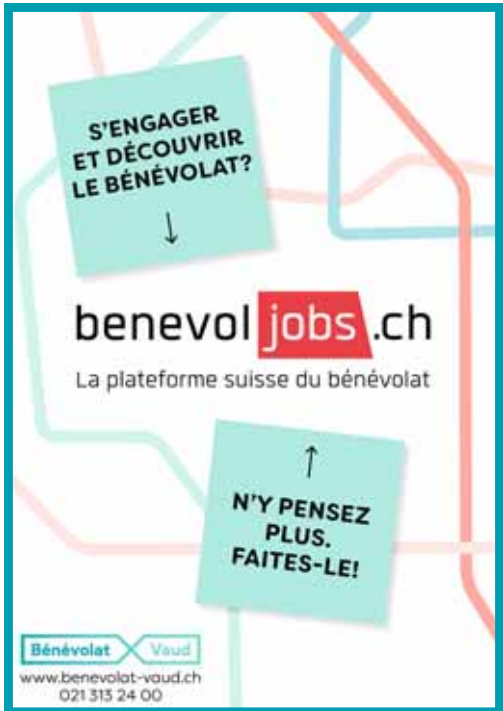 S'ENGAGER
ET DÉCOUVRIR
LE BÉNÉVOLAT?
benevoljobs.ch
La plateforme suisse du bénévolat
N'Y PENSEZ
PLUS.
FAITES-LE!
Bénévolat Vaud
www.benevolat-vaud.ch
021 313 24 00